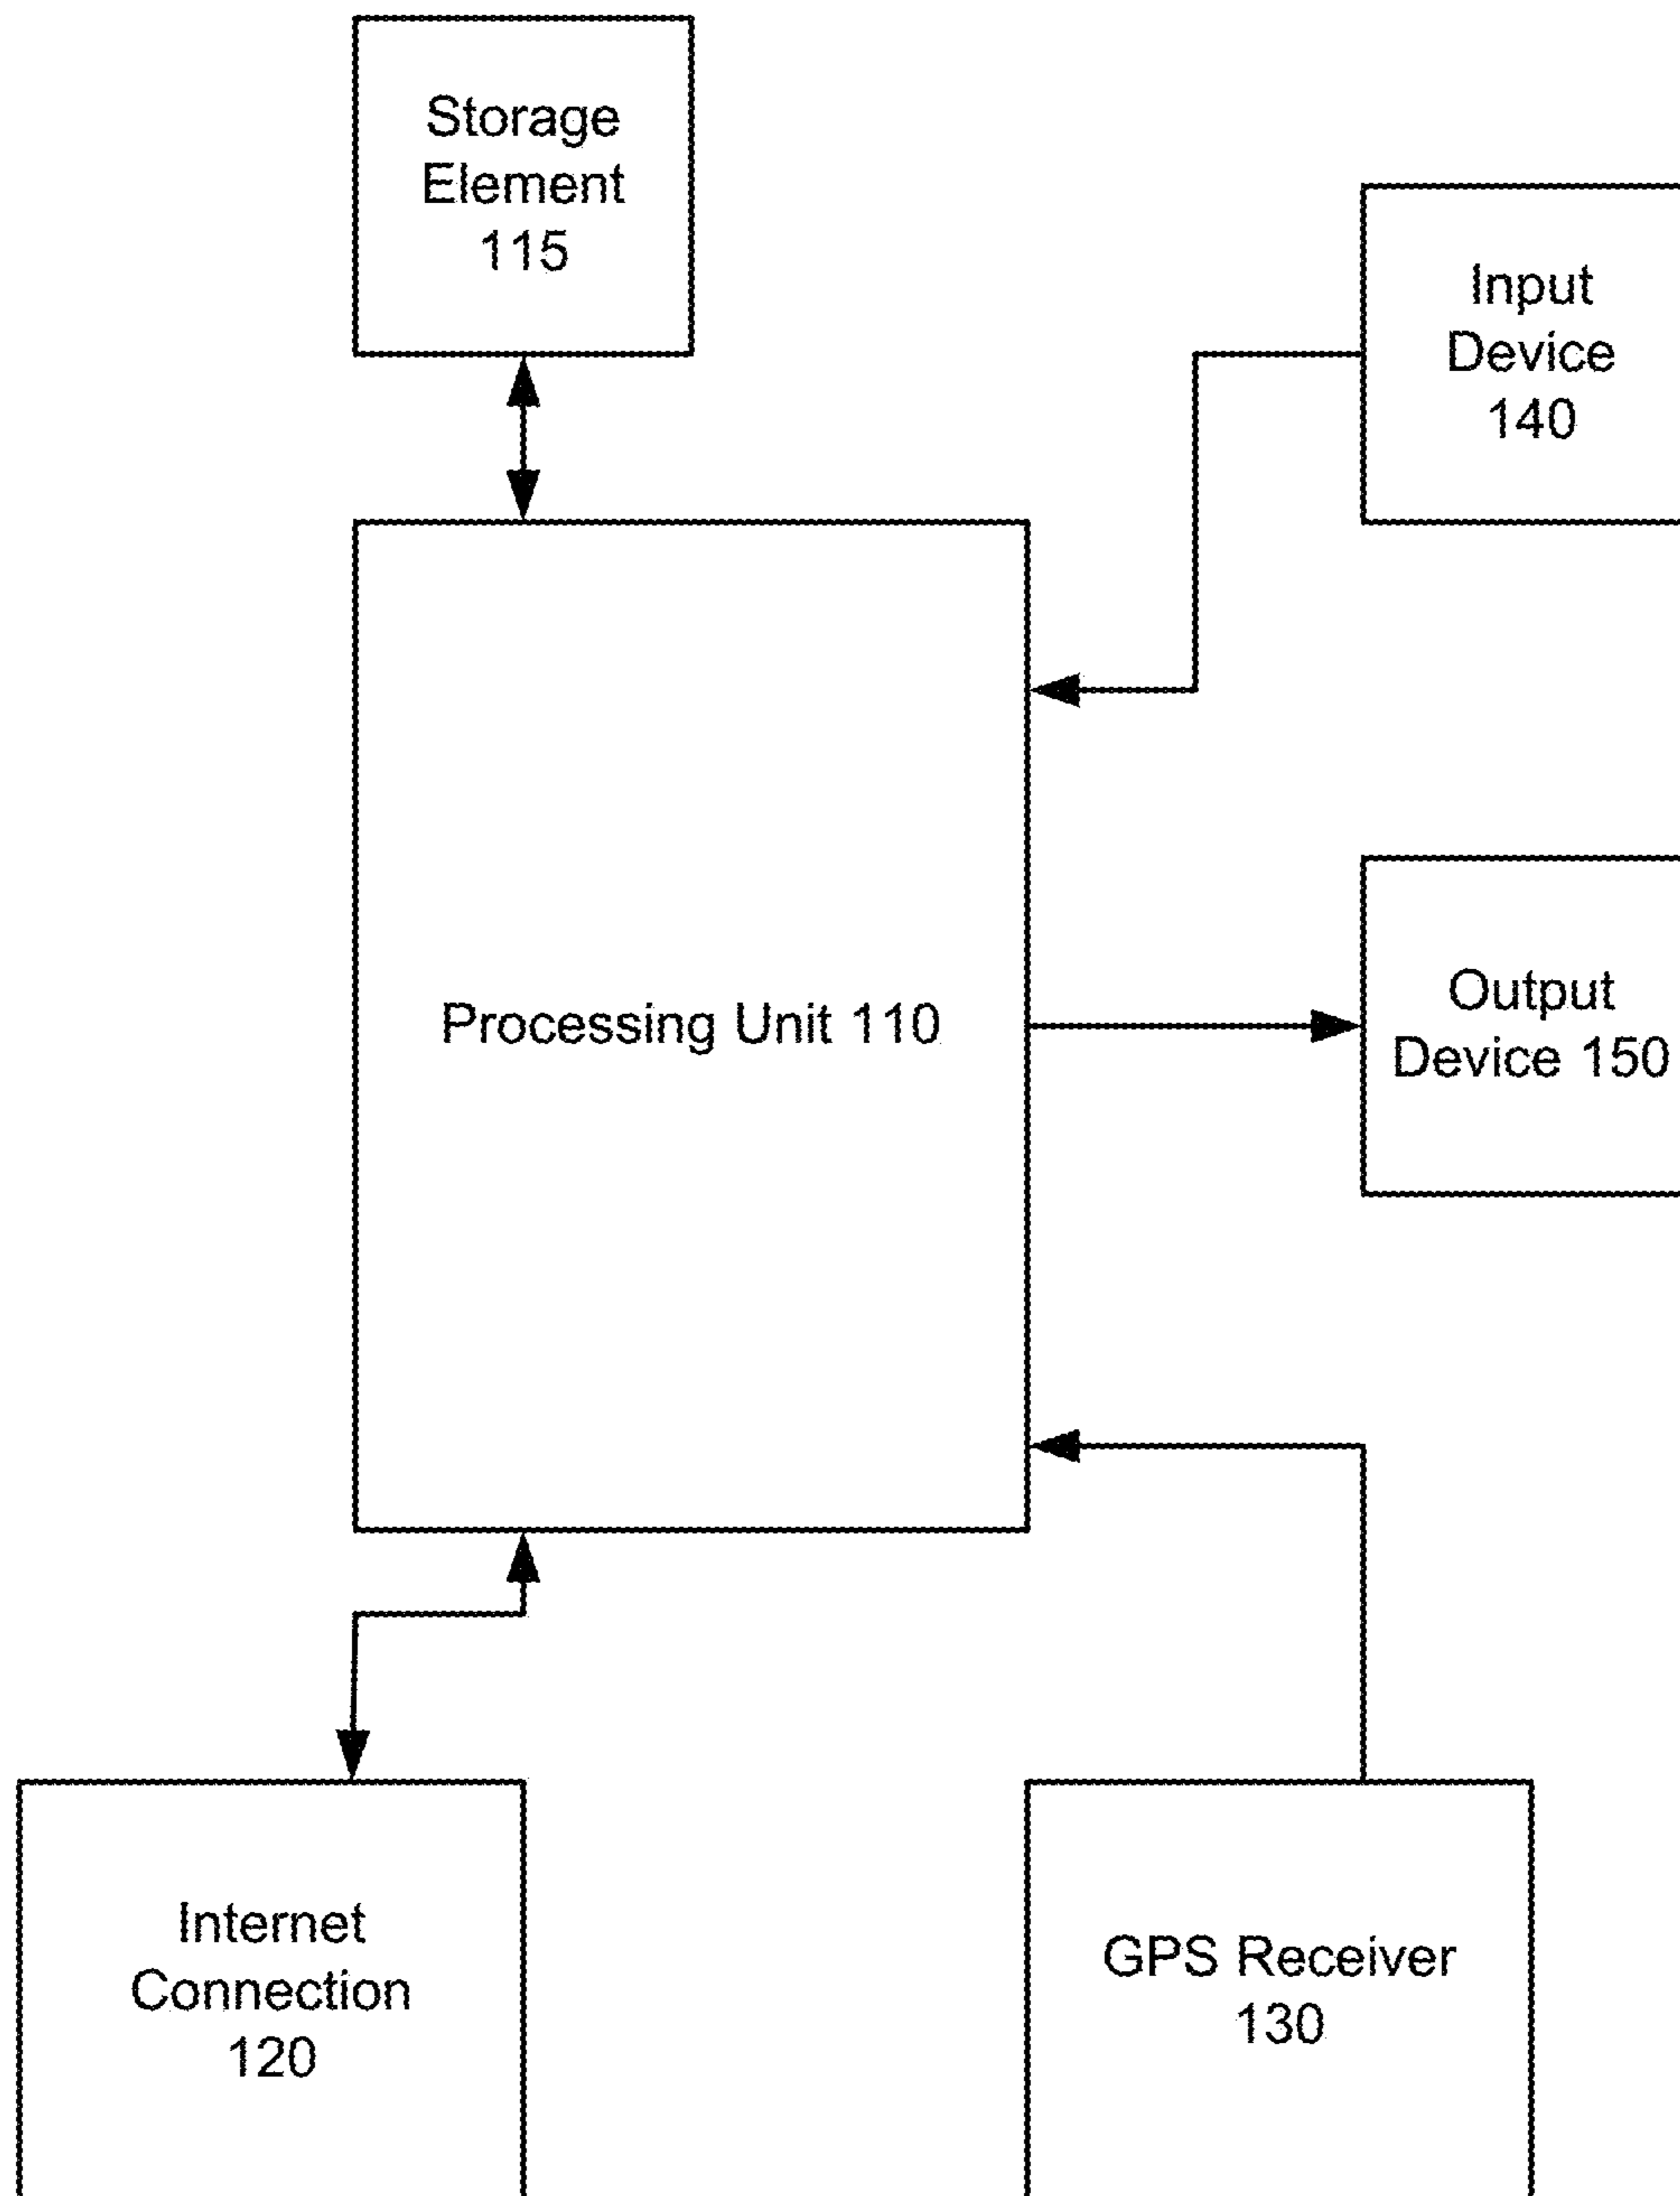 Storage
Element
115
Input
Device
140
Processing Unit 110
Output
Device 150
Internet
Connection
120
GPS Receiver
130